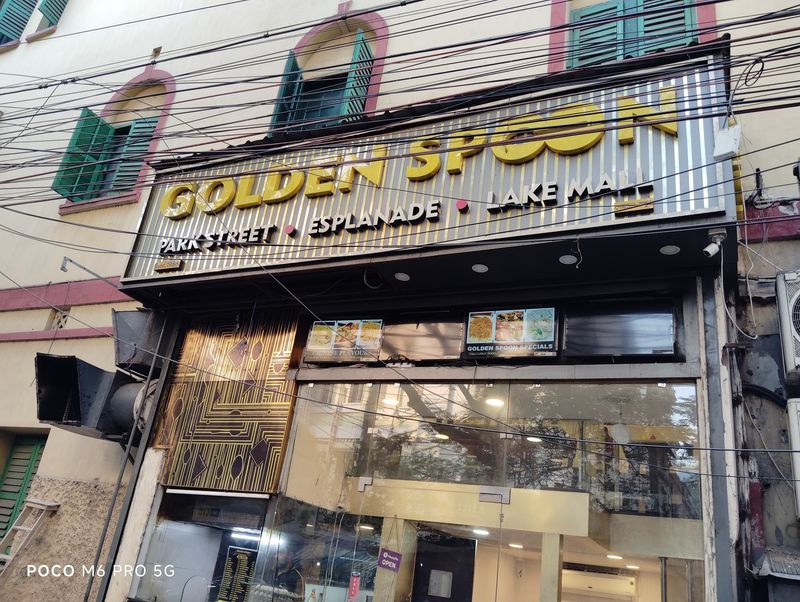 GOLDEN SPOON
PARK STREET • ESPLANADE • LAKE MALL
GOLDEN SPOON SPECIALS
OPEN
POCO M6 PRO 5G